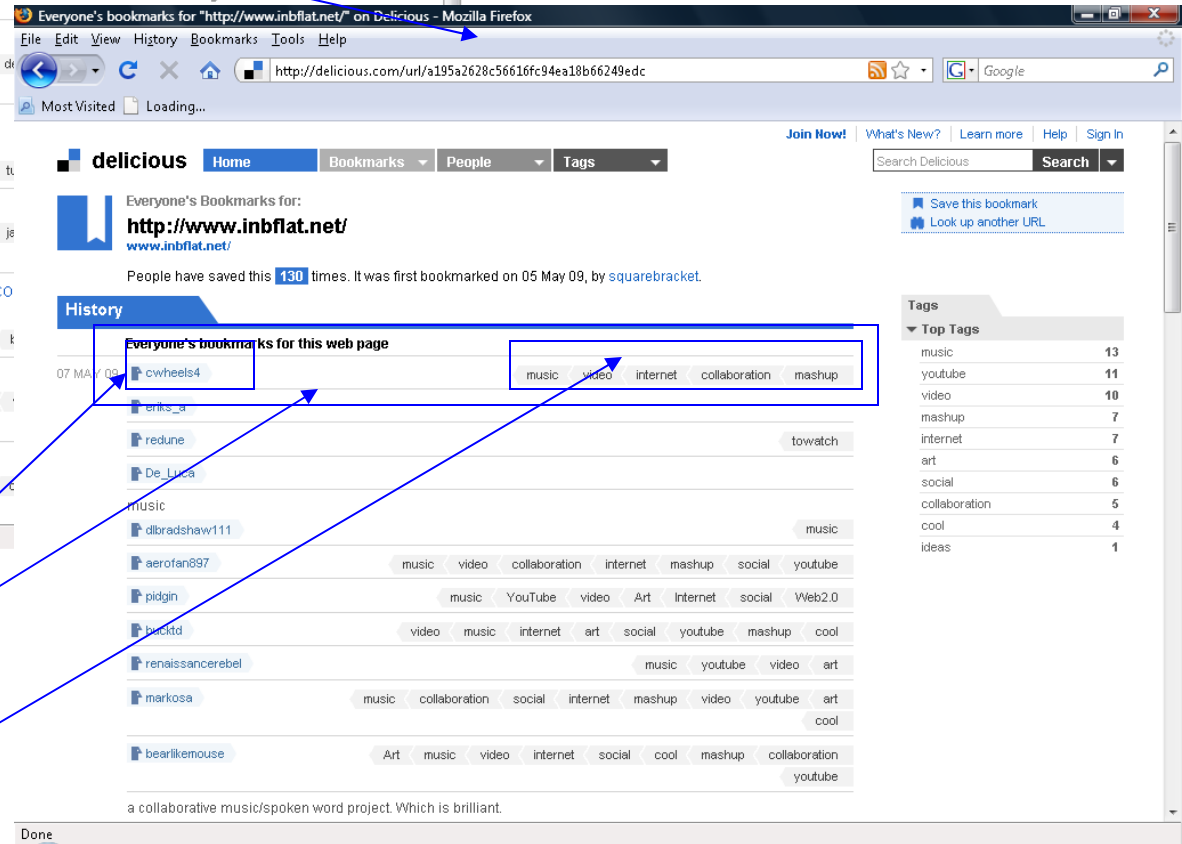 Everyone's bookmarks for "http://www.inbflat.net/" on Delicious - Mozilla Firefox
File Edit View History Bookmarks Tools Help
http://delicious.com/url/a195a2628c56616fc94ea18b66249edc
Google
Most Visited Loading...
Join Now! What's New? Learn more Help Sign In
delicious Home Bookmarks People Tags Search Delicious Search
Everyone's Bookmarks for:
http://www.inbflat.net/
www.inbflat.net/
Save this bookmark
Look up another URL
People have saved this 130 times. It was first bookmarked on 05 May 09, by squarebracket.
History
Everyone's bookmarks for this web page
07 MAY 09 cwheels4 music video internet collaboration mashup
eriks_a
redune towatch
De_Luca
music
dlbradshaw111 music
aerofan897 music video collaboration internet mashup social youtube
pidgin music YouTube video Art Internet social Web2.0
bucktd video music internet art social youtube mashup cool
renaissancerebel music youtube video art
markosa music collaboration social internet mashup video youtube art
cool
bearlikemouse Art music video internet social cool mashup collaboration
youtube
a collaborative music/spoken word project. Which is brilliant.
Tags
Top Tags
music 13
youtube 11
video 10
mashup 7
internet 7
art 6
social 6
collaboration 5
cool 4
ideas 1
Done